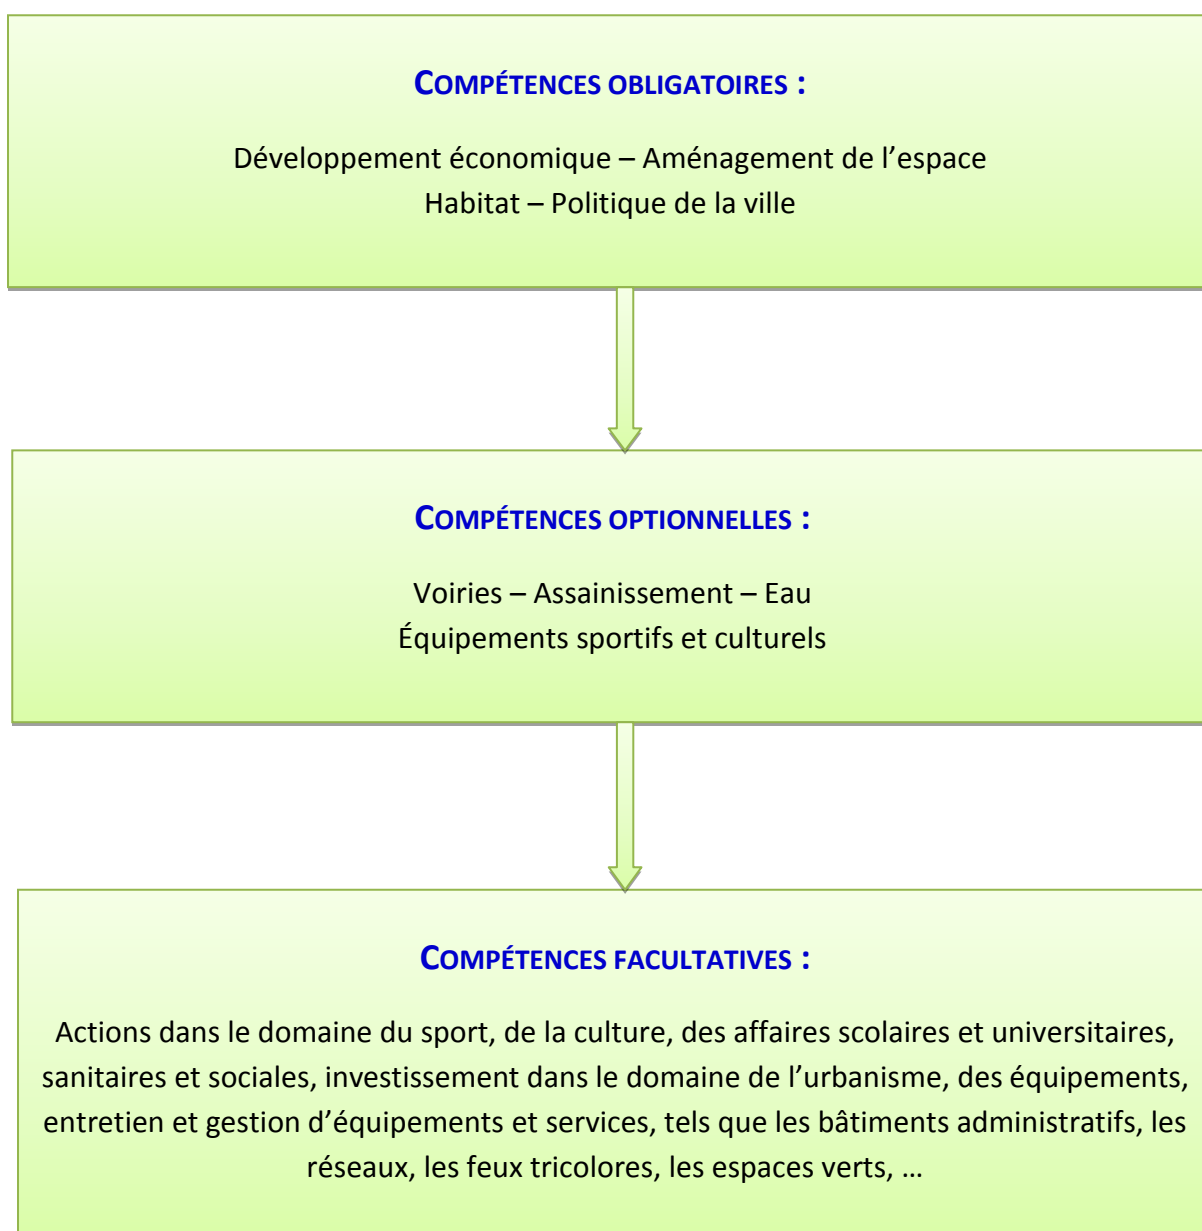 COMPÉTENCES OBLIGATOIRES :
Développement économique – Aménagement de l’espace
Habitat – Politique de la ville
COMPÉTENCES OPTIONNELLES :
Voiries – Assainissement – Eau
Équipements sportifs et culturels
COMPÉTENCES FACULTATIVES :
Actions dans le domaine du sport, de la culture, des affaires scolaires et universitaires,
sanitaires et sociales, investissement dans le domaine de l’urbanisme, des équipements,
entretien et gestion d’équipements et services, tels que les bâtiments administratifs, les
réseaux, les feux tricolores, les espaces verts, …